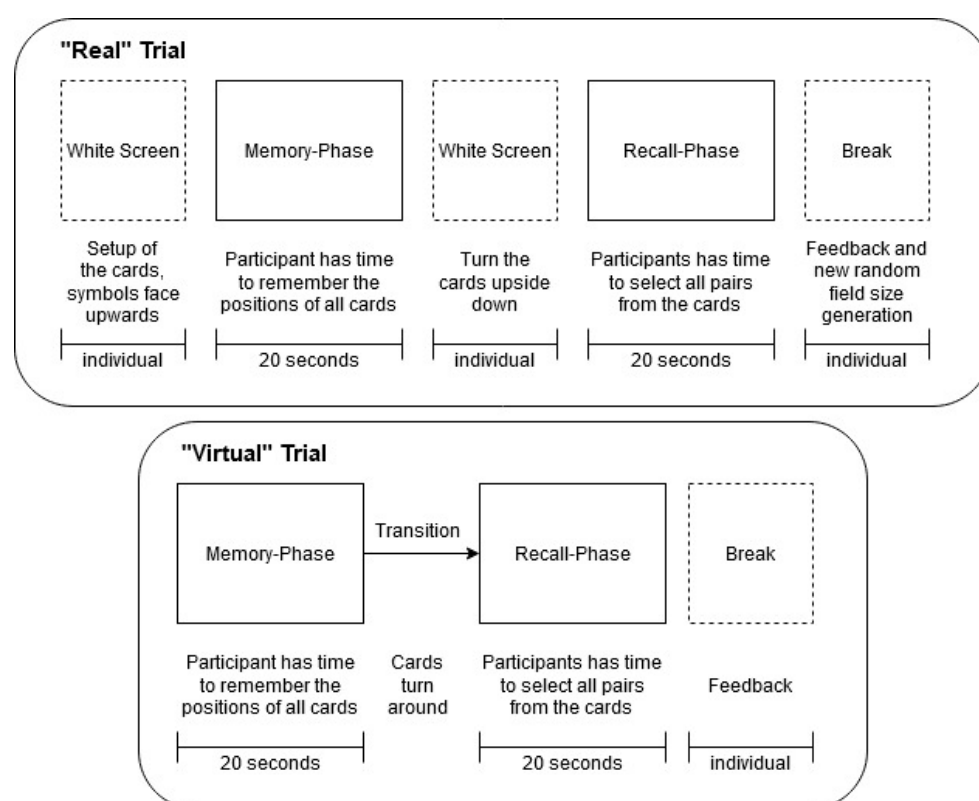 "Real" Trial
White Screen
Memory-Phase
White Screen
Recall-Phase
Break
Setup of
the cards,
symbols face
upwards
Participant has time
to remember the
positions of all cards
Turn the
cards upside
down
Participants has time
to select all pairs
from the cards
Feedback and
new random
field size
generation
individual
20 seconds
individual
20 seconds
individual
"Virtual" Trial
Memory-Phase
Transition
Recall-Phase
Break
Participant has time
to remember the
positions of all cards
Cards
turn
around
Participants has time
to select all pairs
from the cards
Feedback
20 seconds
20 seconds
individual